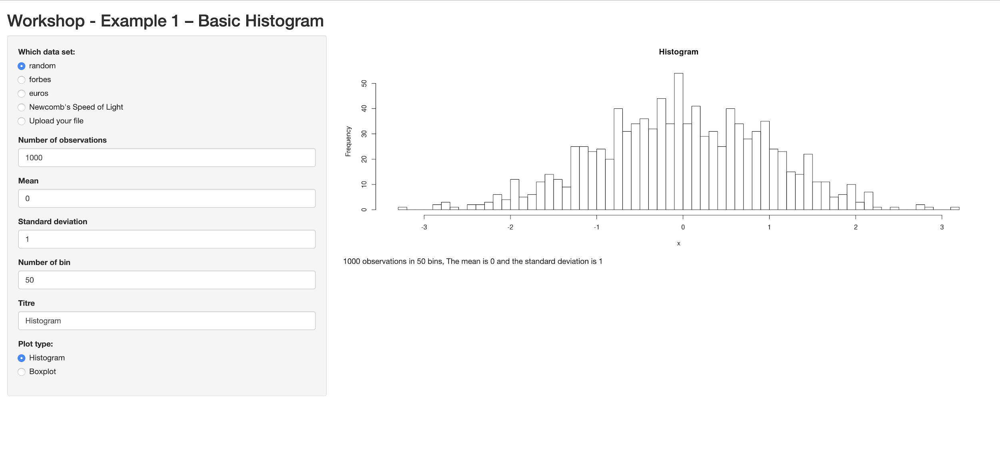 Workshop - Example 1 – Basic Histogram
Which data set:
random
forbes
euros
Newcomb's Speed of Light
Upload your file
Number of observations
1000
Mean
0
Standard deviation
1
Number of bin
50
Titre
Histogram
Plot type:
Histogram
Boxplot
Histogram
Frequency
50
40
30
20
10
0
-3 -2 -1 0 1 2 3
x
1000 observations in 50 bins, The mean is 0 and the standard deviation is 1